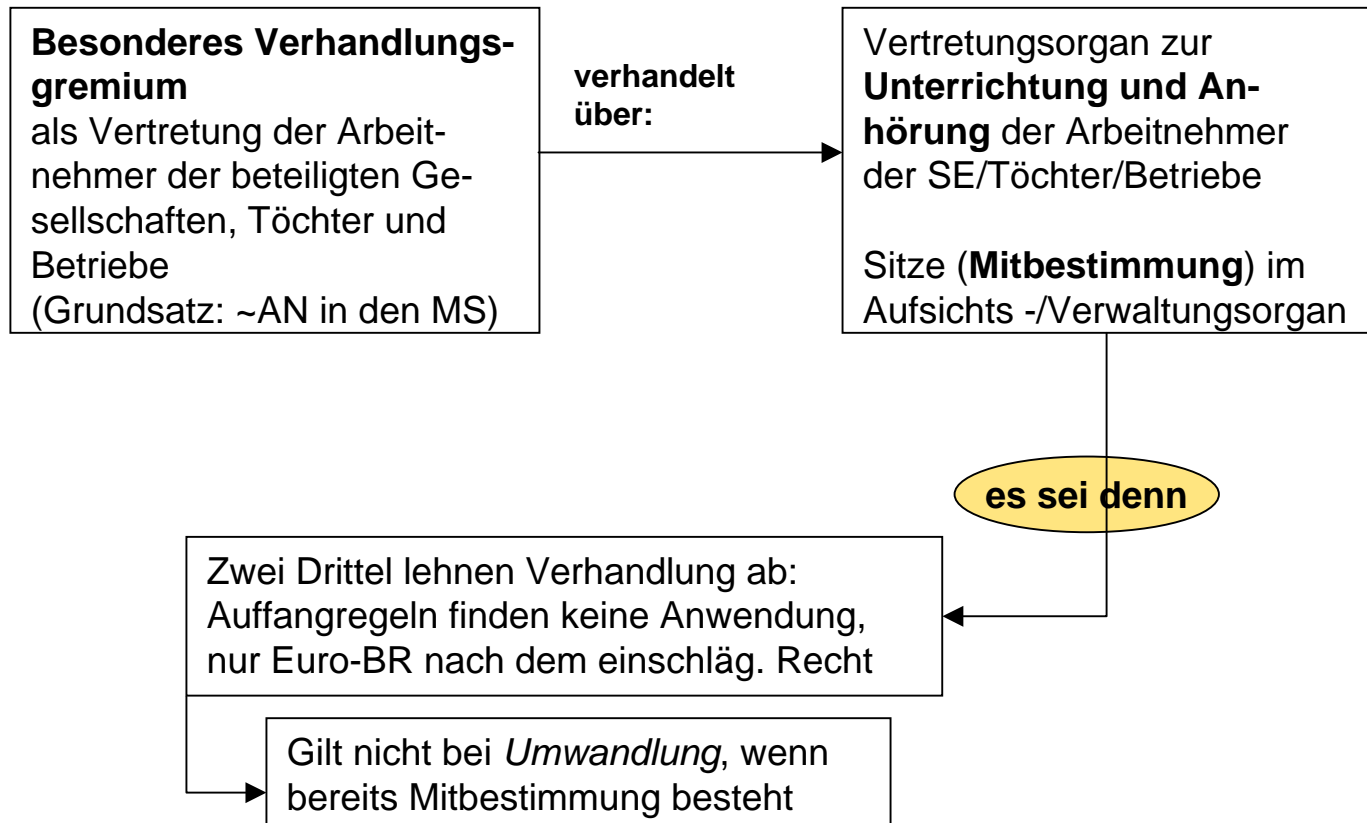 Besonderes Verhandlungs-
gremium
als Vertretung der Arbeit-
nehmer der beteiligten Ge-
sellschaften, Töchter und
Betriebe
(Grundsatz: ~AN in den MS)
verhandelt
über:
Vertretungsorgan zur
Unterrichtung und An-
hörung der Arbeitnehmer
der SE/Töchter/Betriebe
Sitze (Mitbestimmung) im
Aufsichts -/Verwaltungsorgan
es sei denn
Zwei Drittel lehnen Verhandlung ab:
Auffangregeln finden keine Anwendung,
nur Euro-BR nach dem einschläg. Recht
Gilt nicht bei Umwandlung, wenn
bereits Mitbestimmung besteht